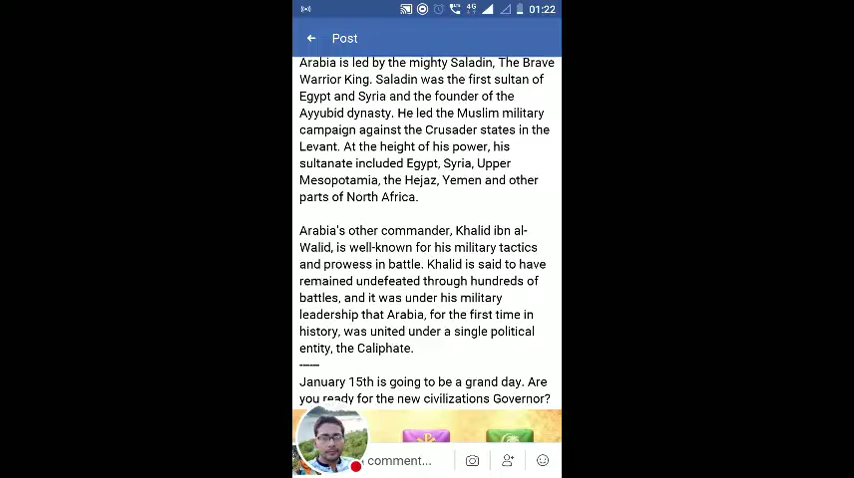 4G
01:22
Post
Arabia is led by the mighty Saladin, The Brave
Warrior King. Saladin was the first sultan of
Egypt and Syria and the founder of the
Ayyubid dynasty. He led the Muslim military
campaign against the Crusader states in the
Levant. At the height of his power, his
sultanate included Egypt, Syria, Upper
Mesopotamia, the Hejaz, Yemen and other
parts of North Africa.
Arabia's other commander, Khalid ibn al-
Walid, is well-known for his military tactics
and prowess in battle. Khalid is said to have
remained undefeated through hundreds of
battles, and it was under his military
leadership that Arabia, for the first time in
history, was united under a single political
entity, the Caliphate.
------
January 15th is going to be a grand day. Are
you ready for the new civilizations Governor?
comment...